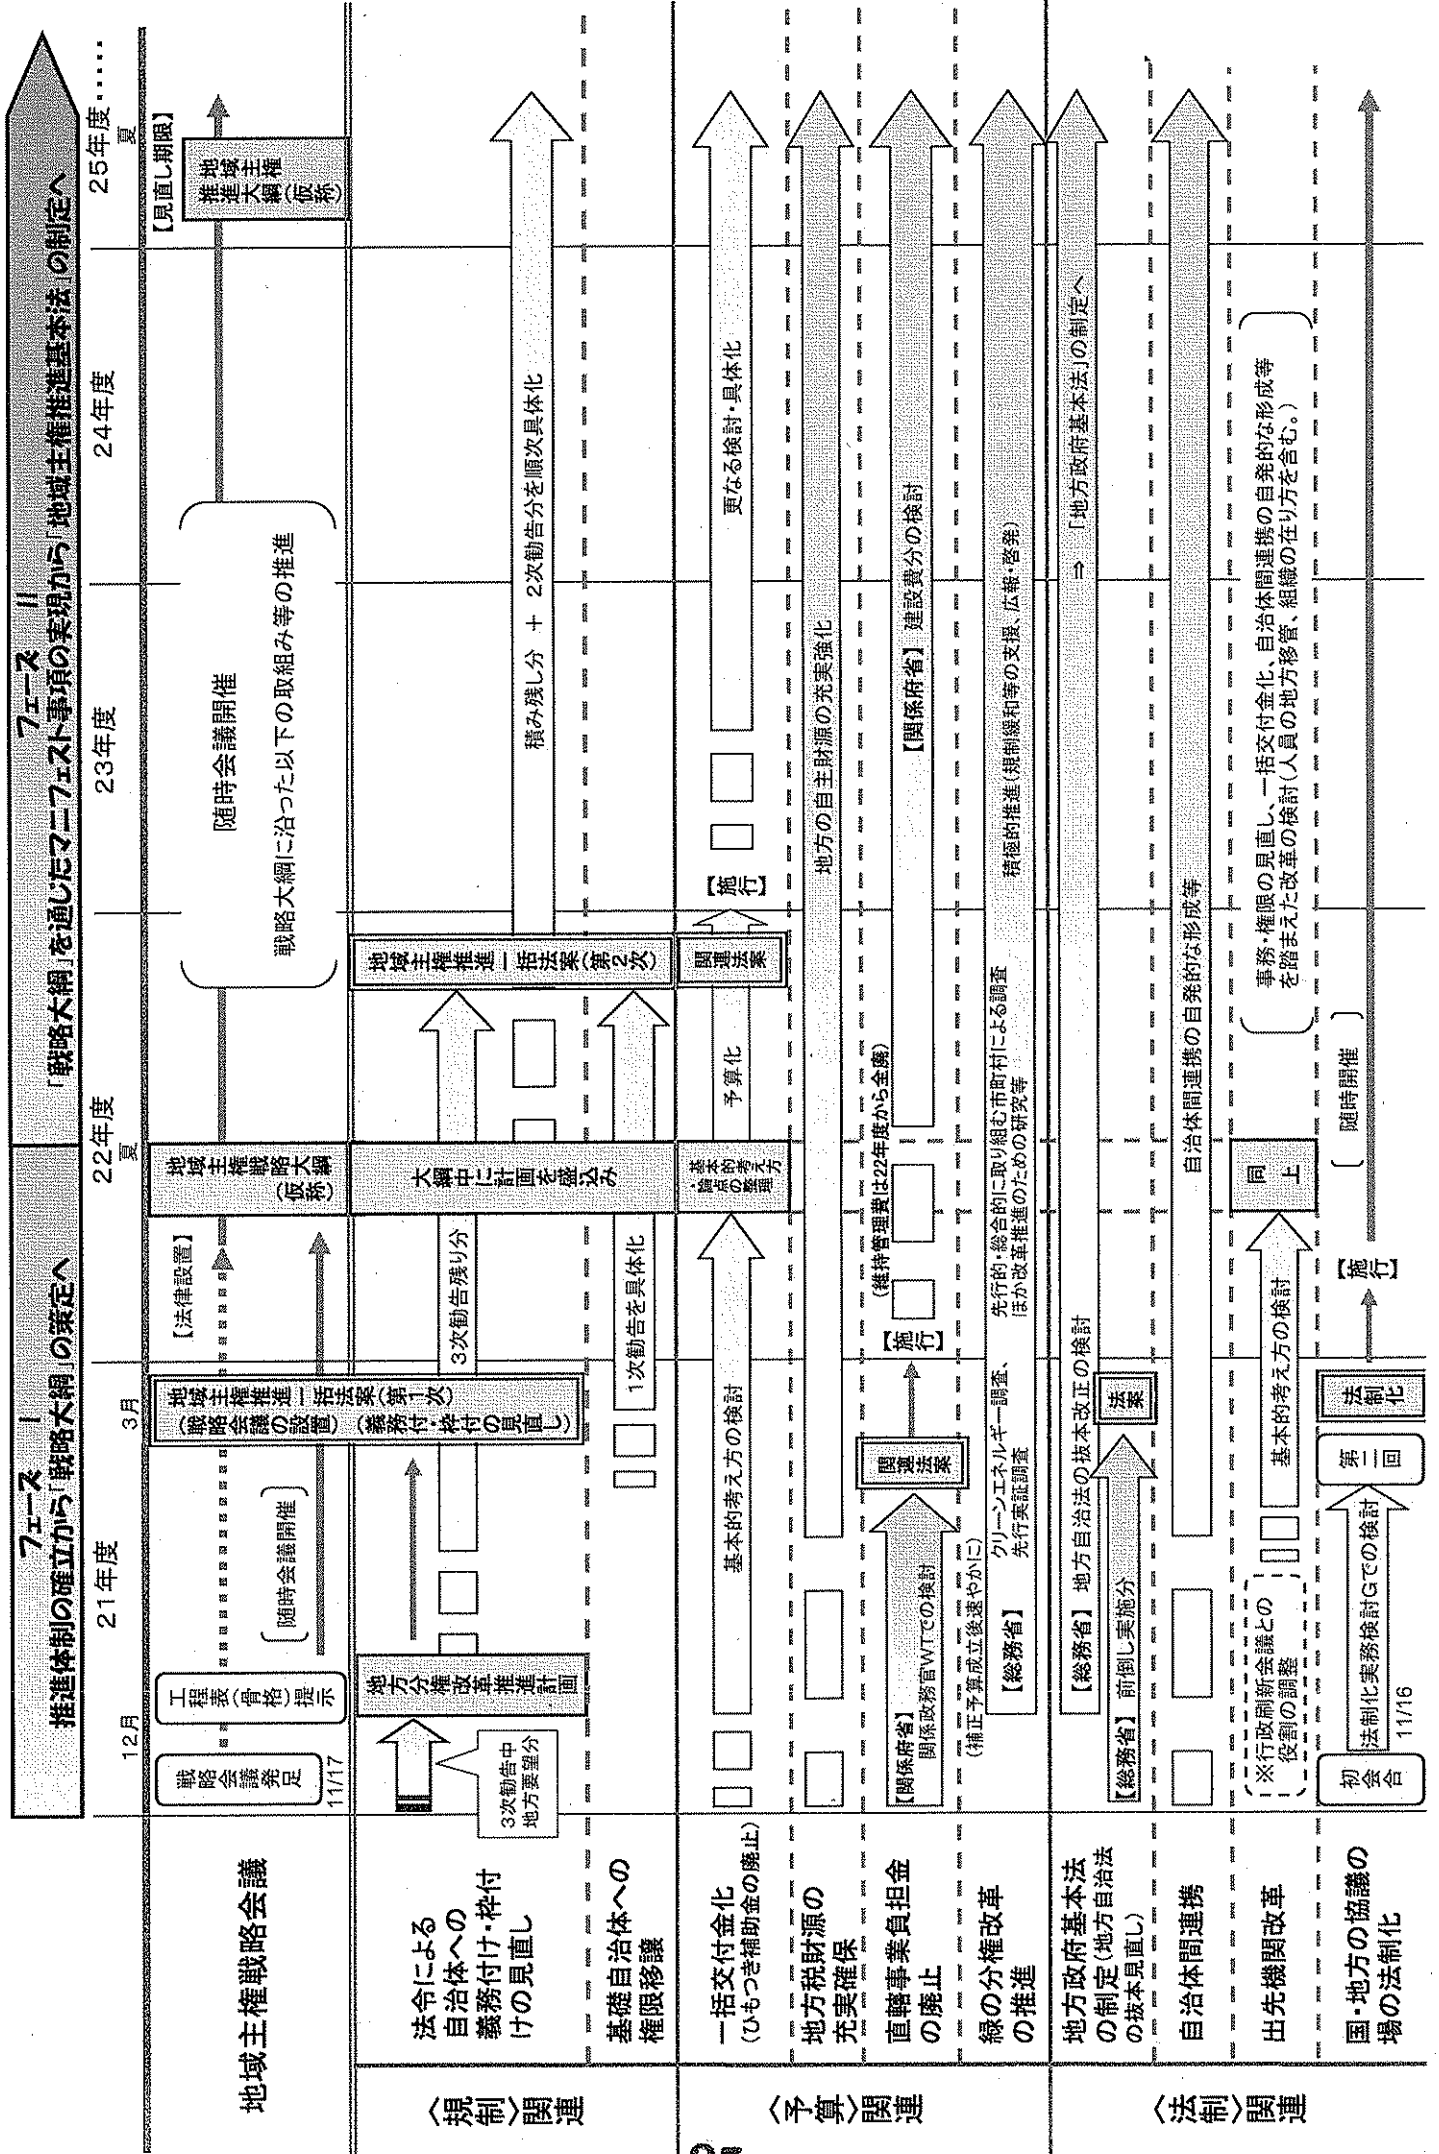 フェーズ Ⅰ
推進体制の確立から「戦略大綱」の策定へ
フェーズ Ⅱ
「戦略大綱」を通じたマニフェスト事項の実現から「地域主権推進基本法」の制定へ
21年度
12月
3月
22年度
夏
23年度
24年度
25年度‥‥‥
夏
地域主権戦略会議
戦略会議発足
11/17
工程表(骨格)提示
随時会議開催
【法律設置】
地域主権推進一括法案(第1次)
(戦略会議の設置)
(義務付・枠付の見直し)
地域主権戦略大綱
(仮称)
随時会議開催
戦略大綱に沿った以下の取組み等の推進
【見直し期限】
地域主権
推進大綱(仮称)
〈規制〉関連
法令による
自治体への
義務付け・枠付
けの見直し
3次勧告中
地方要望分
地方分権改革推進計画
3次勧告残り分
大綱中に計画を盛込み
地域主権推進一括法案(第2次)
積み残し分 + 2次勧告分を順次具体化
基礎自治体への
権限移譲
1次勧告を具体化
〈予算〉関連
一括交付金化
(ひもつき補助金の廃止)
基本的考え方の検討
・基本的考え方
・論点の整理
予算化
関連法案
【施行】
更なる検討・具体化
地方税財源の
充実確保
地方の自主財源の充実強化
直轄事業負担金
の廃止
【関係府省】
関係政務官WTでの検討
関連法案
【施行】
(維持管理費は22年度から全廃)
【関係府省】 建設費分の検討
緑の分権改革
の推進
(補正予算成立後速やかに)
【総務省】
クリーンエネルギー調査、
先行実証調査
先行的・総合的に取り組む市町村による調査
ほか改革推進のための研究等
積極的推進(規制緩和等の支援、広報・啓発)
〈法制〉関連
地方政府基本法
の制定(地方自治法
の抜本見直し)
【総務省】 地方自治法の抜本改正の検討
⇒ 「地方政府基本法」の制定へ
【総務省】 前倒し実施分
法案
自治体間連携
自治体間連携の自発的な形成等
出先機関改革
※行政刷新会議との
役割の調整
基本的考え方の検討
同上
事務・権限の見直し、一括交付金化、自治体間連携の自発的な形成等
を踏まえた改革の検討(人員の地方移管、組織の在り方を含む。)
国・地方の協議の
場の法制化
初会合
法制化実務検討Gでの検討
11/16
第二回
法制化
【施行】
随時開催